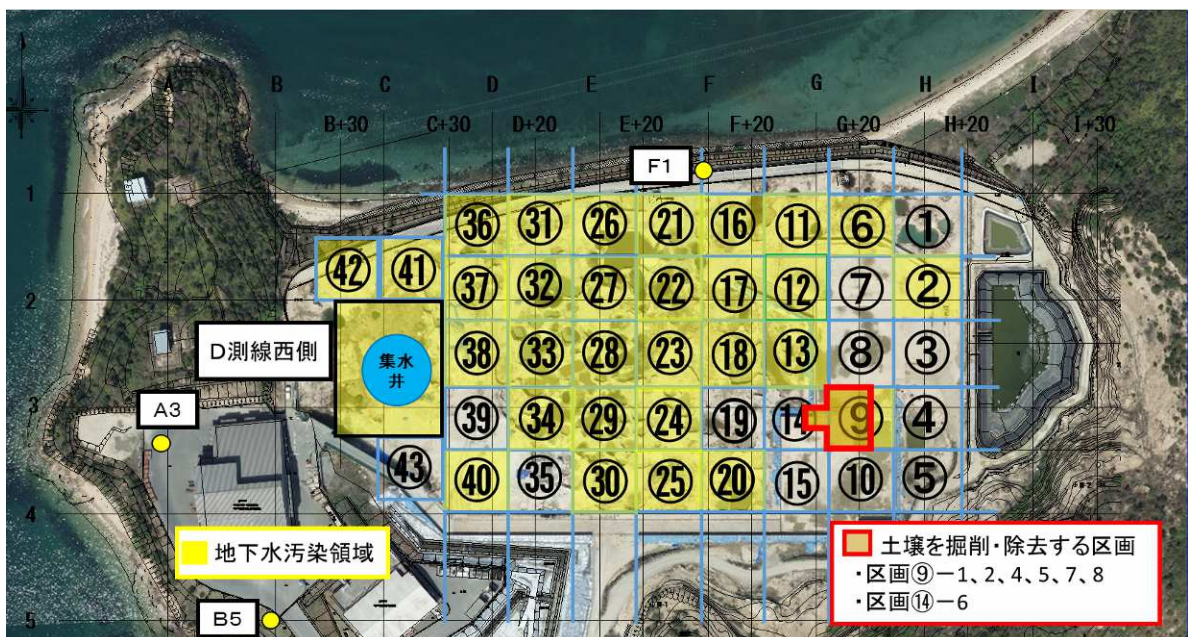 A B C D E F G H I
B+30 C+30 D+20 E+20 F+20 G+20 H+20 I+30
F1
1
㊱ ㉛ ㉖ ㉑ ⑯ ⑪ ⑥ ①
㊷ ㊶
㊲ ㉜ ㉗ ㉒ ⑰ ⑫ ⑦ ②
2
D測線西側
集水
井
㊳ ㉝ ㉘ ㉓ ⑱ ⑬ ⑧ ③
A3
3
㊴ ㉞ ㉙ ㉔ ⑲ ⑭ ⑨ ④
㊸
㊵ ㉟ ㉚ ㉕ ⑳ ⑮ ⑩ ⑤
4
地下水汚染領域
土壌を掘削・除去する区画
・区画⑨ー1、2、4、5、7、8
・区画⑭ー6
B5
5